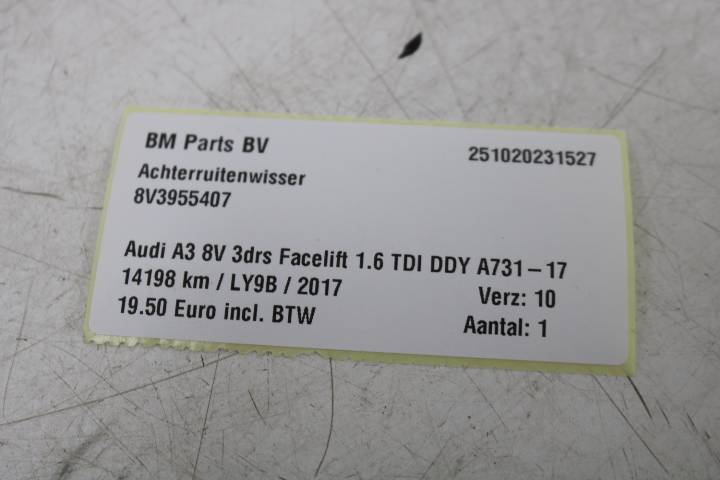 BM Parts BV 251020231527
Achterruitenwisser
8V3955407
Audi A3 8V 3drs Facelift 1.6 TDI DDY A731-17
14198 km / LY9B / 2017 Verz: 10
19.50 Euro incl. BTW Aantal: 1